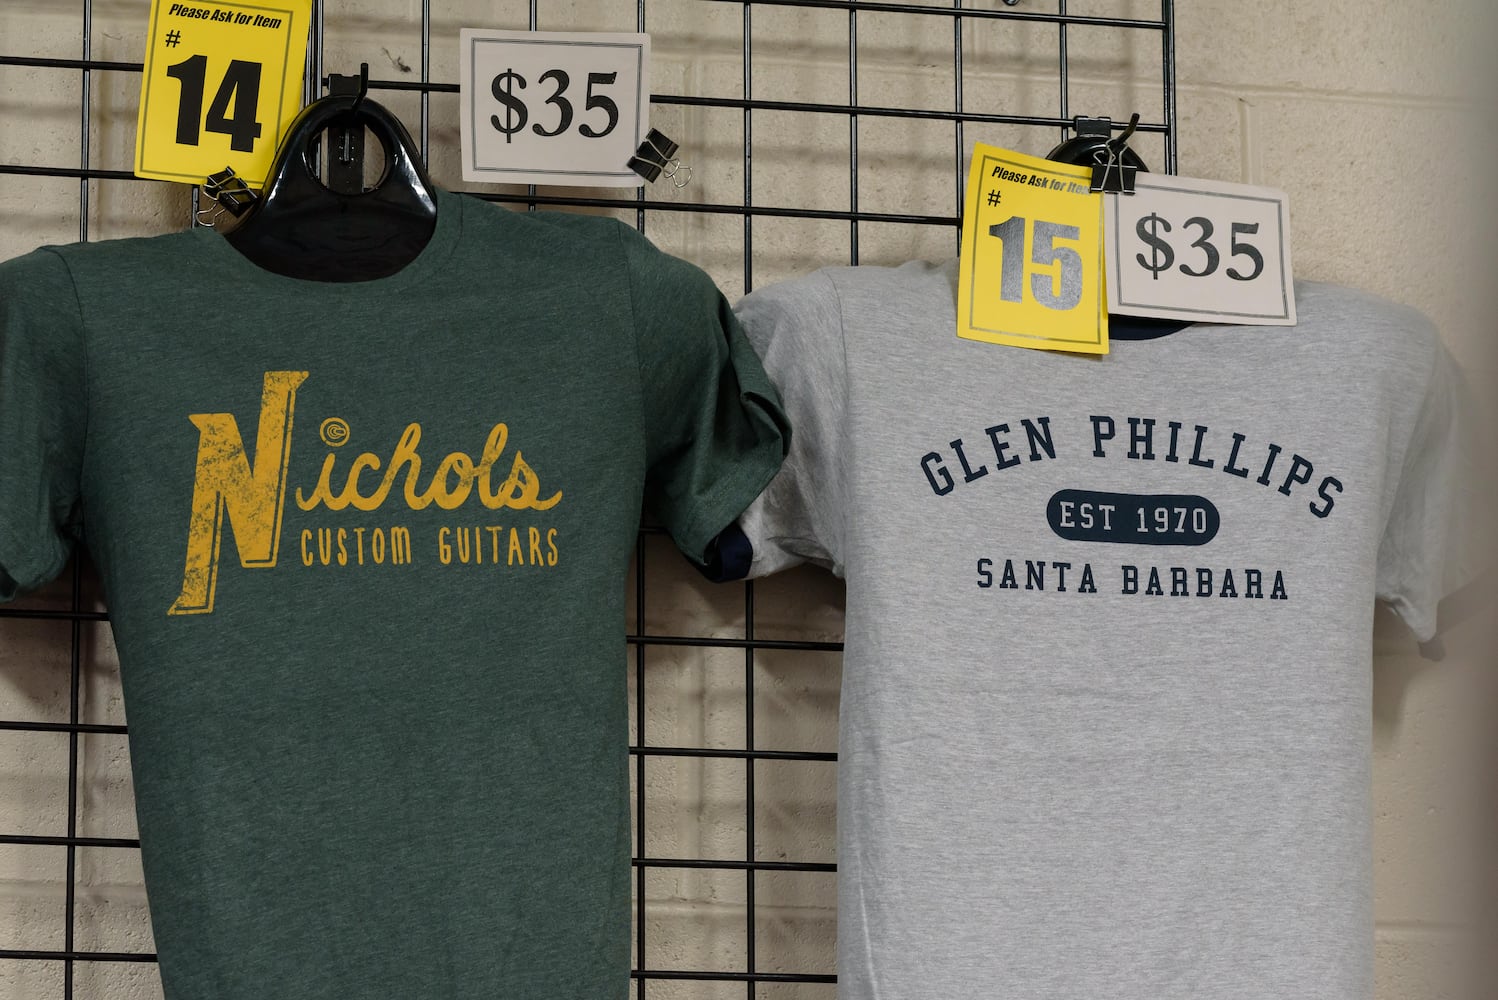 Please Ask for Item
#
14
$35
Nichols
CUSTOM GUITARS
Please Ask for Item
#
15
$35
GLEN PHILLIPS
EST 1970
SANTA BARBARA